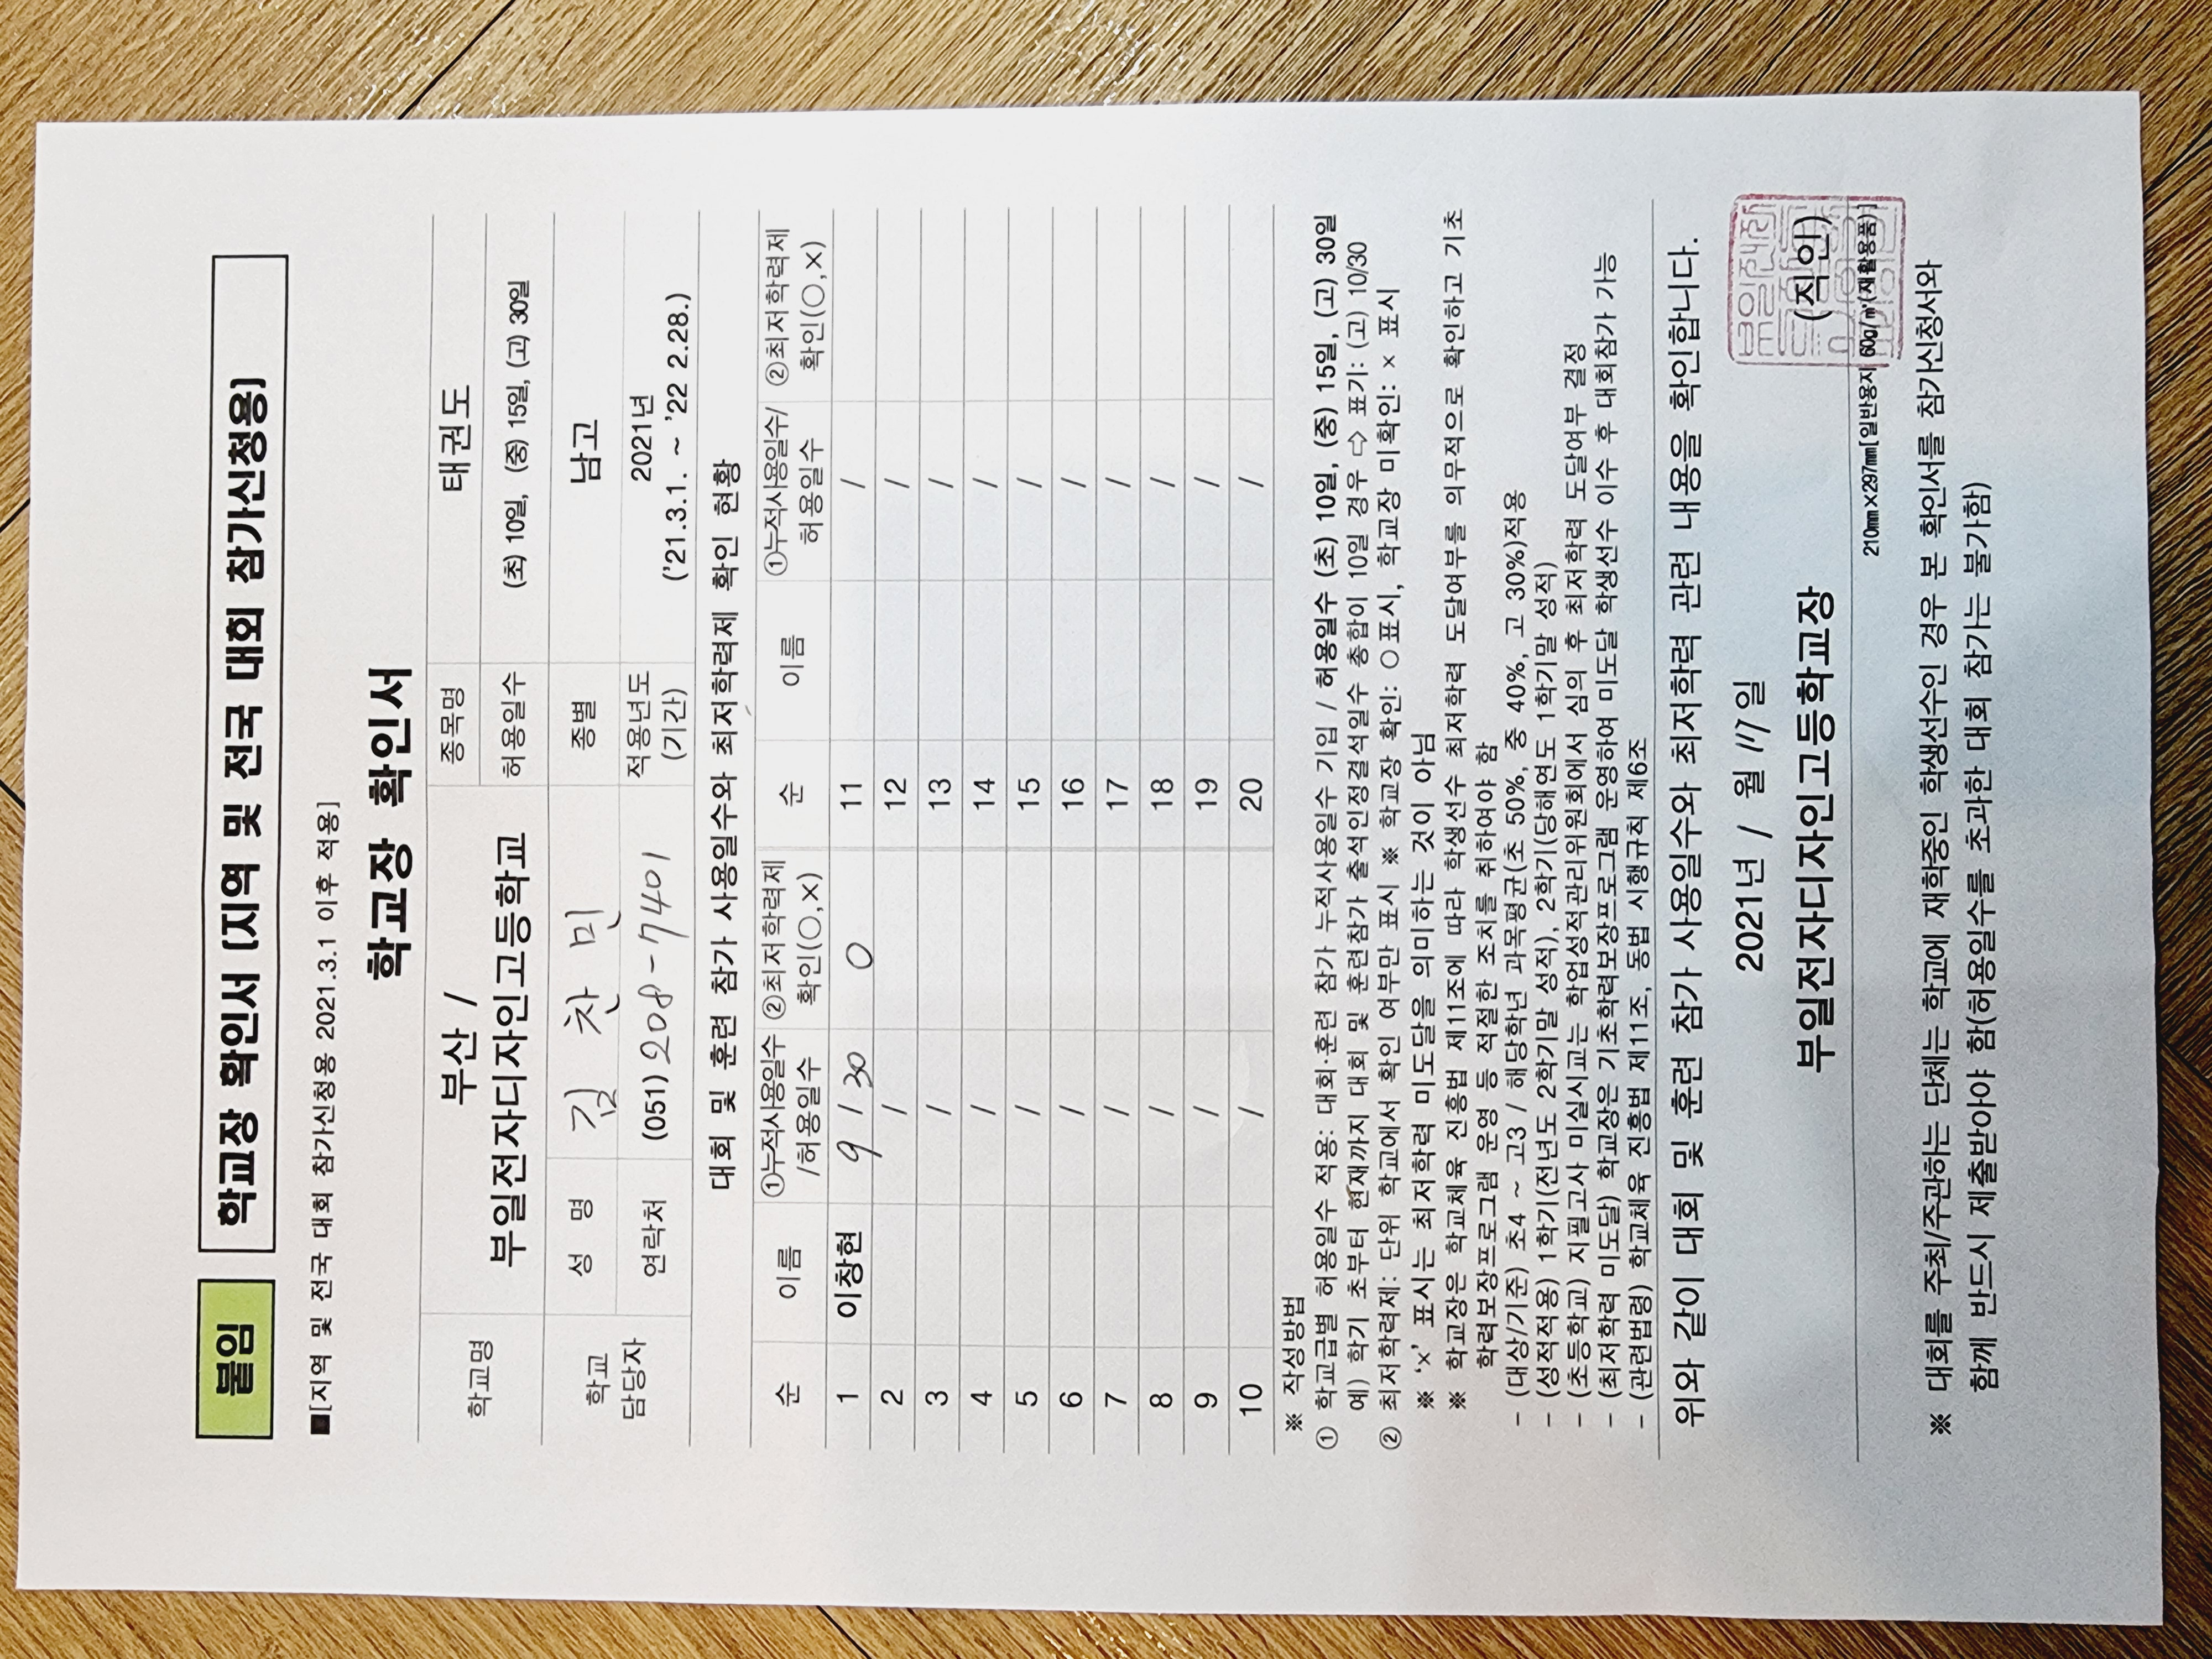 붙임
학교장 확인서 (지역 및 전국 대회 참가신청용)
■[지역 및 전국 대회 참가신청용 2021.3.1 이후 적용]
학교장 확인서
학교명 부산 / 부일전자디자인고등학교 종목명 태권도
허용일수 (초) 10일, (중) 15일, (고) 30일
학교 담당자 성 명 김 찬 민 종별 남고
연락처 (051) 208-7401 적용년도 (기간) 2021년 ('21.3.1. ~ '22 2.28.)
대회 및 훈련 참가 사용일수와 최저학력제 확인 현황
순 이름 ①누적사용일수/허용일수 ②최저학력제 확인(○,×) 순 이름 ①누적사용일수/허용일수 ②최저학력제 확인(○,×)
1 이창현 9 / 30 ○ 11 /
2 / 12 /
3 / 13 /
4 / 14 /
5 / 15 /
6 / 16 /
7 / 17 /
8 / 18 /
9 / 19 /
10 / 20 /
※ 작성방법
① 학교급별 허용일수 적용: 대회·훈련 참가 누적사용일수 기입 / 허용일수 (초) 10일, (중) 15일, (고) 30일
예) 학기 초부터 현재까지 대회 및 훈련참가 출석인정결석일수 총합이 10일 경우 ⇨ 표기: (고) 10/30
② 최저학력제: 단위 학교에서 확인 여부만 표시 ※ 학교장 확인: ○표시, 학교장 미확인: × 표시
※ '×' 표시는 최저학력 미도달을 의미하는 것이 아님
※ 학교장은 학교체육 진흥법 제11조에 따라 학생선수 최저학력 도달여부를 의무적으로 확인하고 기초
학력보장프로그램 운영 등 적절한 조치를 취하여야 함
- (대상/기준) 초4 ~ 고3 / 해당학년 과목평균(초 50%, 중 40%, 고 30%)적용
- (성적적용) 1학기(전년도 2학기말 성적), 2학기(당해연도 1학기말 성적)
- (초등학교) 지필고사 미실시교는 학업성적관리위원회에서 심의 후 최저학력 도달여부 결정
- (최저학력 미도달) 학교장은 기초학력보장프로그램 운영하여 미도달 학생선수 이수 후 대회참가 가능
- (관련법령) 학교체육 진흥법 제11조, 동법 시행규칙 제6조
위와 같이 대회 및 훈련 참가 사용일수와 최저학력 관련 내용을 확인합니다.
2021년 / 월 일
부일전자디자인고등학교장 (직인)
210㎜×297㎜[일반용지 60g/㎡(재활용품)]
※ 대회를 주최/주관하는 단체는 학교에 재학중인 학생선수인 경우 본 확인서를 참가신청서와
함께 반드시 제출받아야 함(허용일수를 초과한 대회 참가는 불가함)